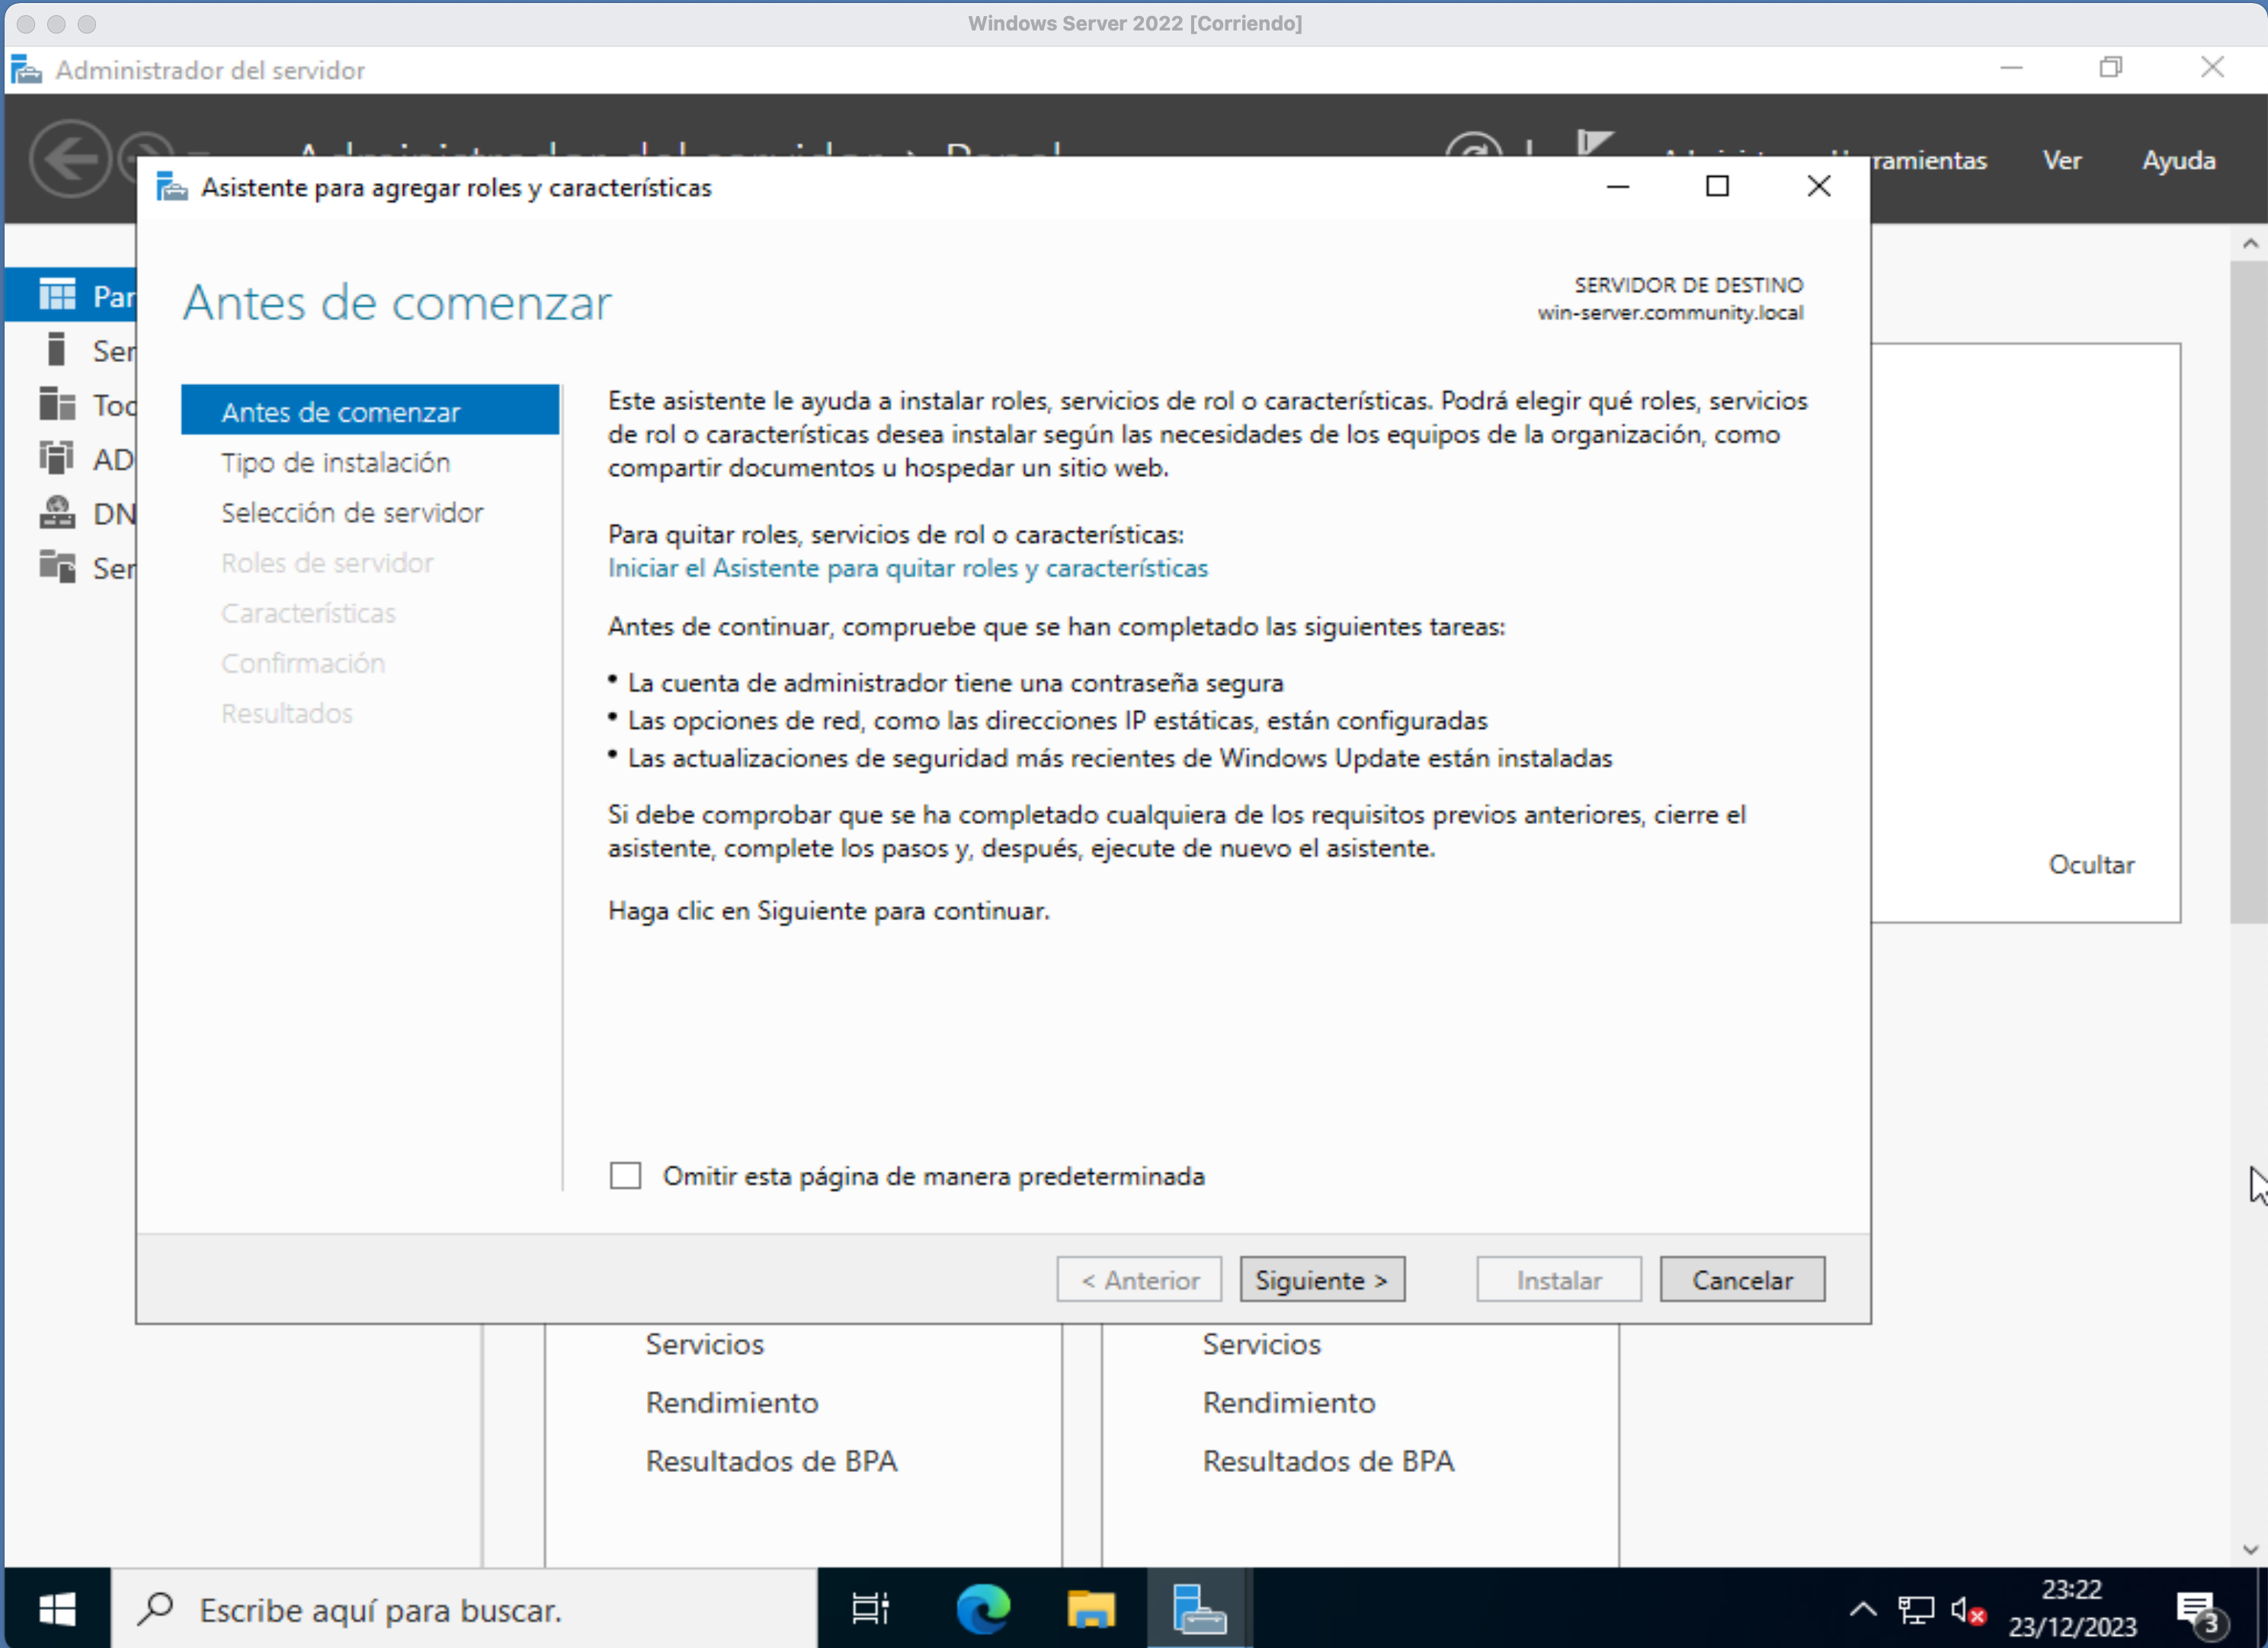 Windows Server 2022 [Corriendo]
Administrador del servidor
Ver
Ayuda
Asistente para agregar roles y características
Antes de comenzar
SERVIDOR DE DESTINO
win-server.community.local
Antes de comenzar
Tipo de instalación
Selección de servidor
Roles de servidor
Características
Confirmación
Resultados
Este asistente le ayuda a instalar roles, servicios de rol o características. Podrá elegir qué roles, servicios
de rol o características desea instalar según las necesidades de los equipos de la organización, como
compartir documentos u hospedar un sitio web.
Para quitar roles, servicios de rol o características:
Iniciar el Asistente para quitar roles y características
Antes de continuar, compruebe que se han completado las siguientes tareas:
• La cuenta de administrador tiene una contraseña segura
• Las opciones de red, como las direcciones IP estáticas, están configuradas
• Las actualizaciones de seguridad más recientes de Windows Update están instaladas
Si debe comprobar que se ha completado cualquiera de los requisitos previos anteriores, cierre el
asistente, complete los pasos y, después, ejecute de nuevo el asistente.
Haga clic en Siguiente para continuar.
Omitir esta página de manera predeterminada
< Anterior
Siguiente >
Instalar
Cancelar
Par
Ser
Tod
AD
DN
Ser
Ocultar
Servicios
Rendimiento
Resultados de BPA
Servicios
Rendimiento
Resultados de BPA
Escribe aquí para buscar.
23:22
23/12/2023
3